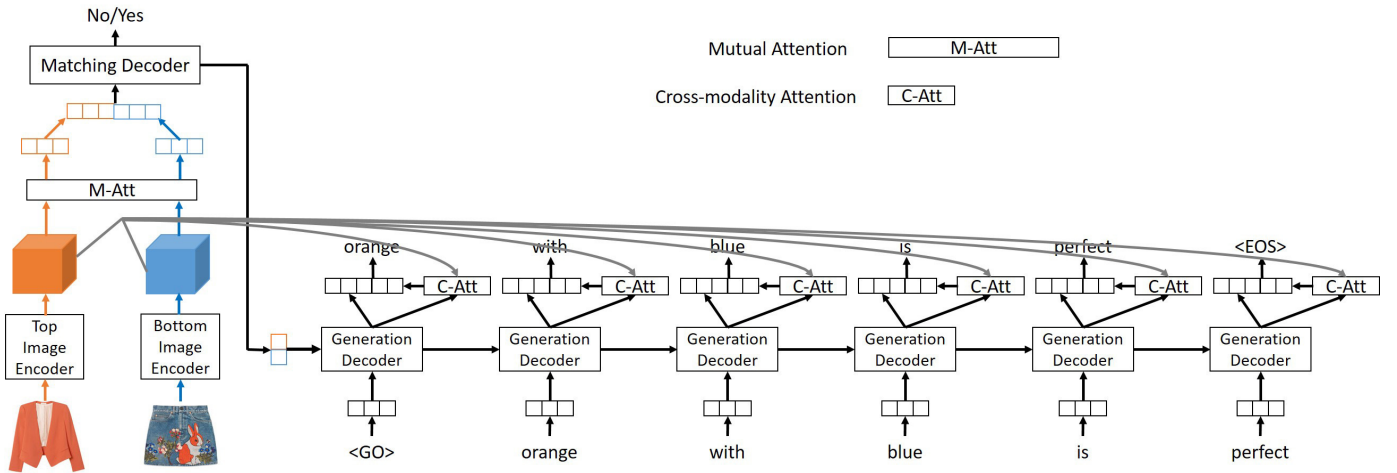 No/Yes
Matching Decoder
Mutual Attention M-Att
Cross-modality Attention C-Att
M-Att
orange with blue is perfect <EOS>
C-Att C-Att C-Att C-Att C-Att C-Att
Top
Image
Encoder
Bottom
Image
Encoder
Generation
Decoder
Generation
Decoder
Generation
Decoder
Generation
Decoder
Generation
Decoder
Generation
Decoder
<GO> orange with blue is perfect